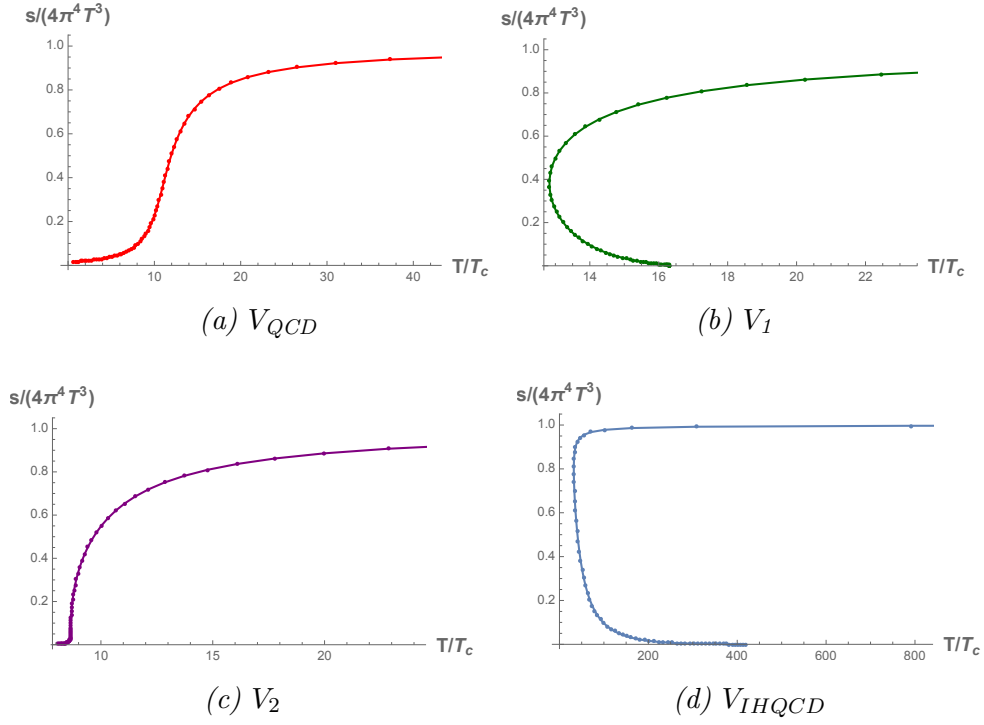 s/(4π⁴T³)
1.0
0.8
0.6
0.4
0.2
10 20 30 40
T/T_c
(a) V_QCD
s/(4π⁴T³)
1.0
0.8
0.6
0.4
0.2
14 16 18 20 22
T/T_c
(b) V_1
s/(4π⁴T³)
1.0
0.8
0.6
0.4
0.2
10 15 20
T/T_c
(c) V_2
s/(4π⁴T³)
1.0
0.8
0.6
0.4
0.2
200 400 600 800
T/T_c
(d) V_IHQCD